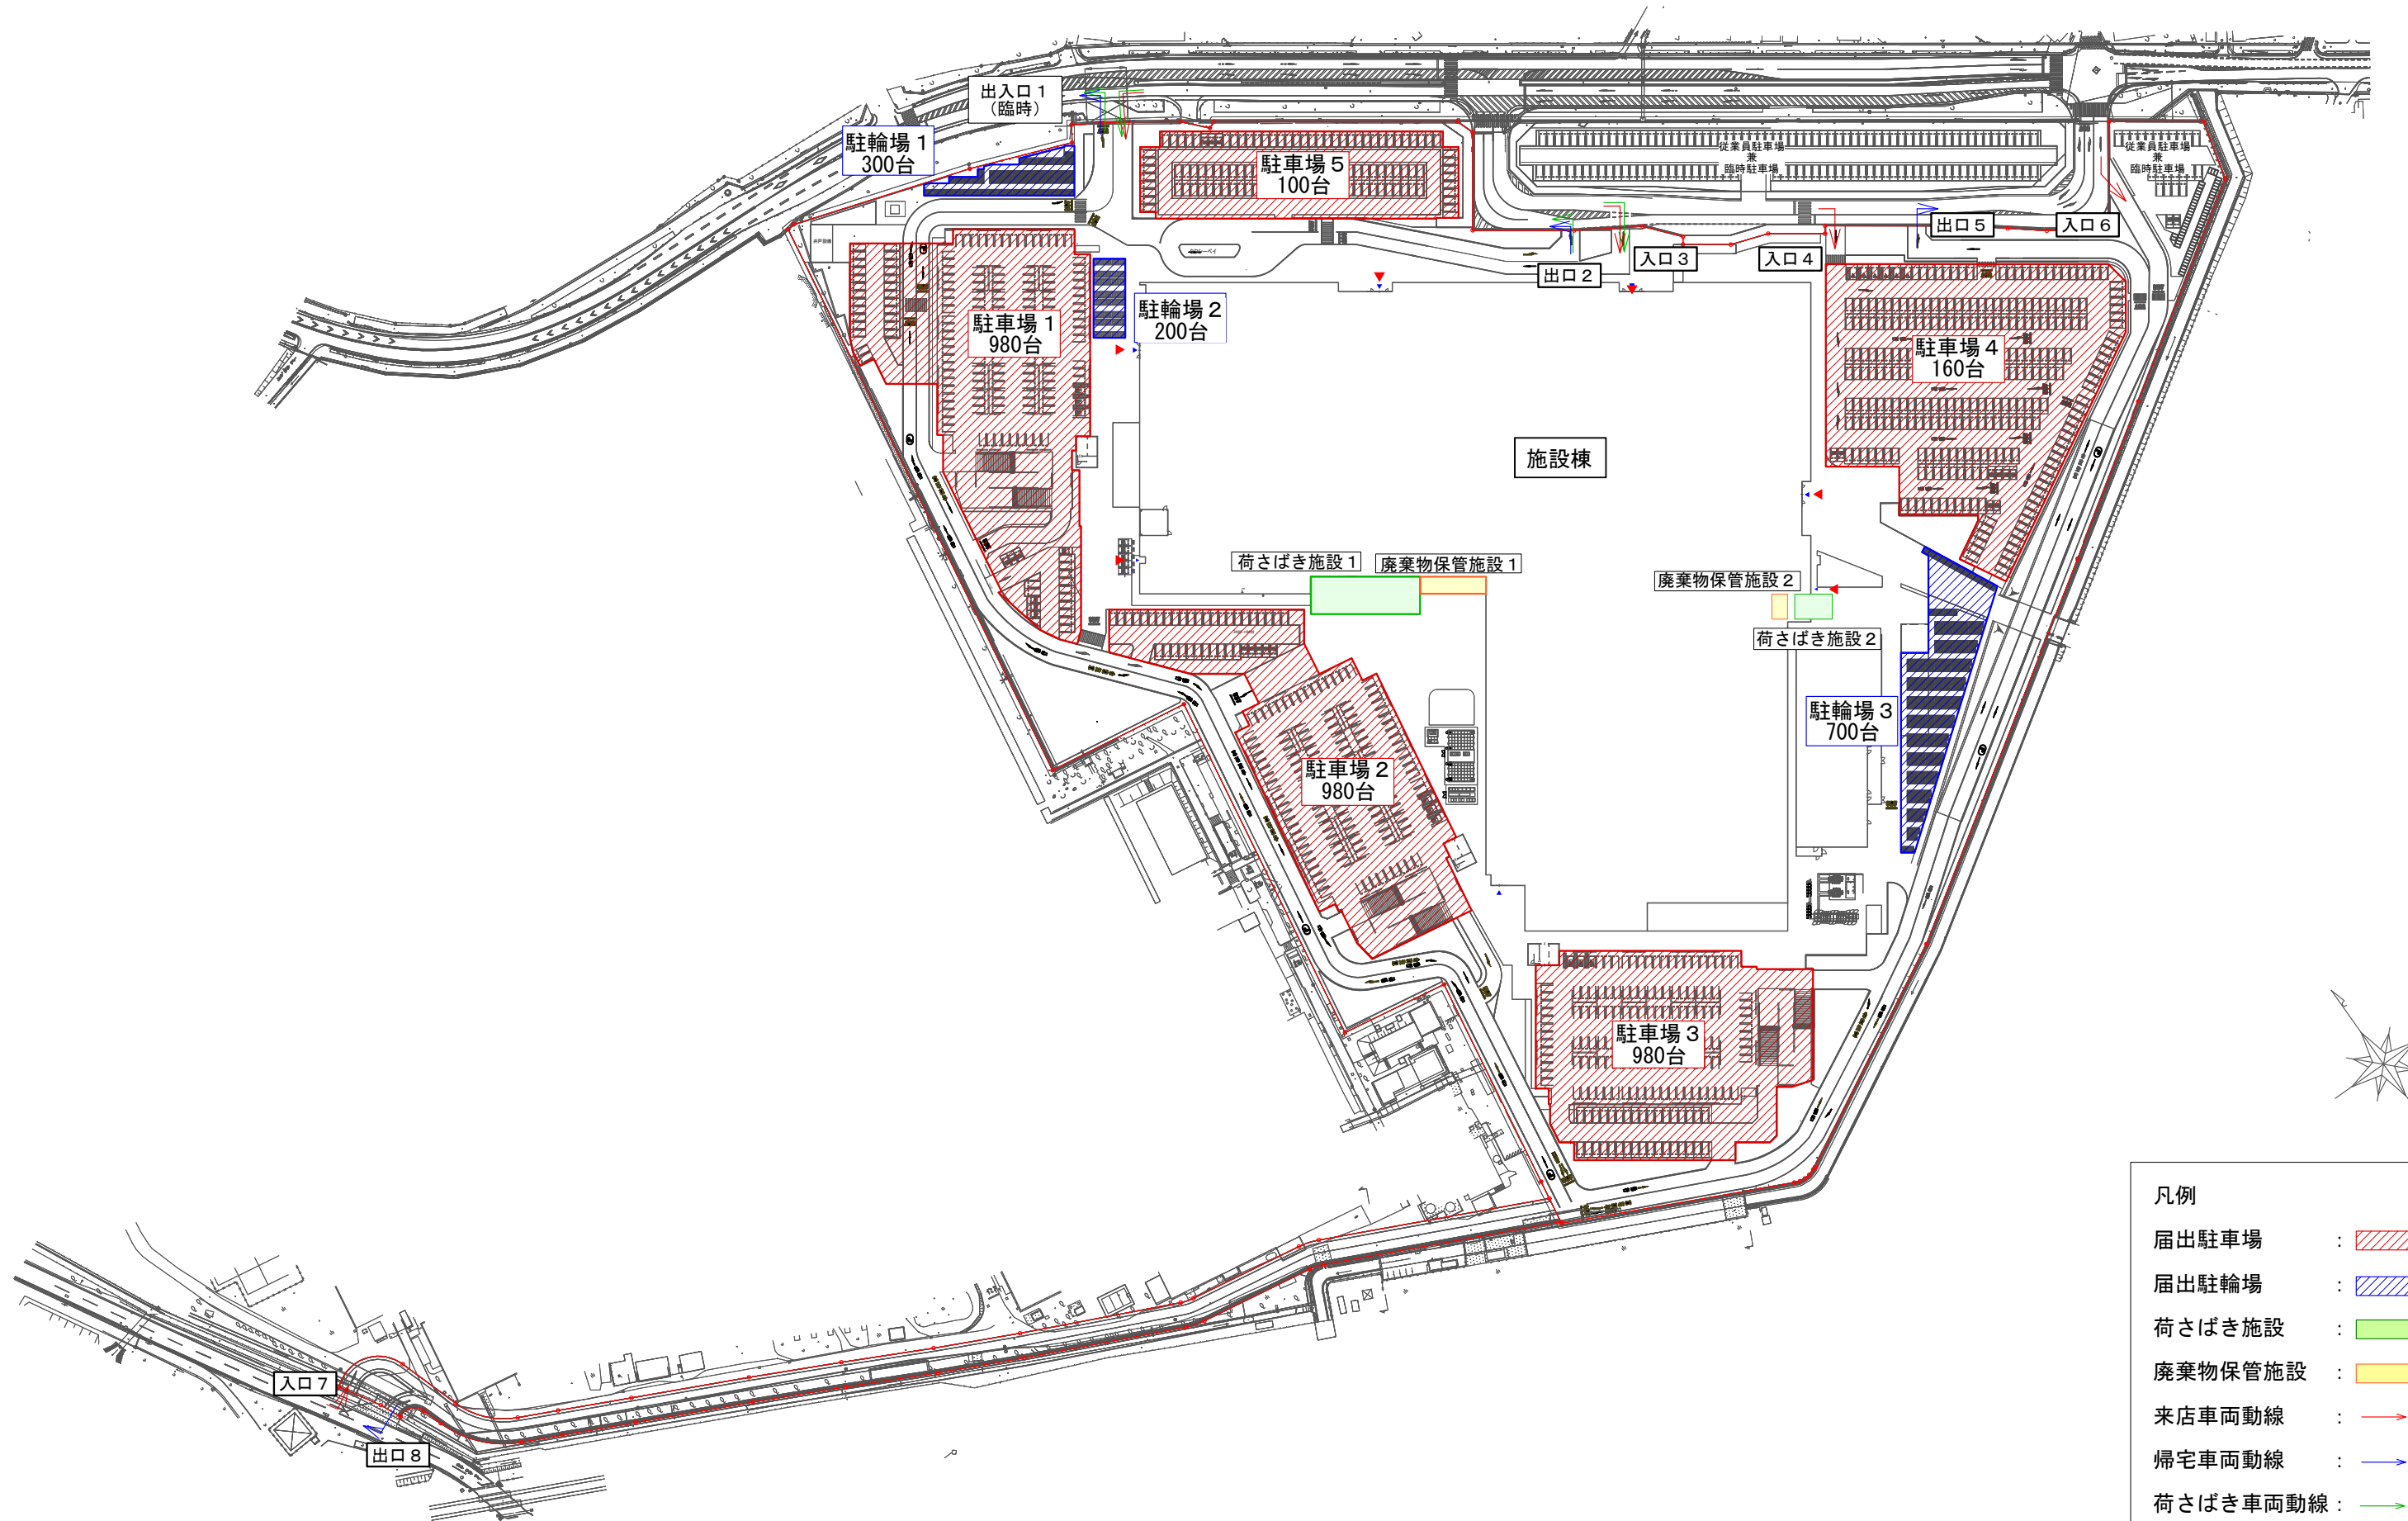 出入口１
（臨時）
駐輪場１
300台
駐車場５
100台
従業員駐車場
兼
臨時駐車場
従業員駐車場
兼
臨時駐車場
出口５
入口６
出口２
入口３
入口４
駐車場１
980台
駐輪場２
200台
駐車場４
160台
施設棟
荷さばき施設１
廃棄物保管施設１
廃棄物保管施設２
荷さばき施設２
駐輪場３
700台
駐車場２
980台
駐車場３
980台
入口７
出口８
凡例
届出駐車場　：
届出駐輪場　：
荷さばき施設　：
廃棄物保管施設　：
来店車両動線　：
帰宅車両動線　：
荷さばき車両動線：